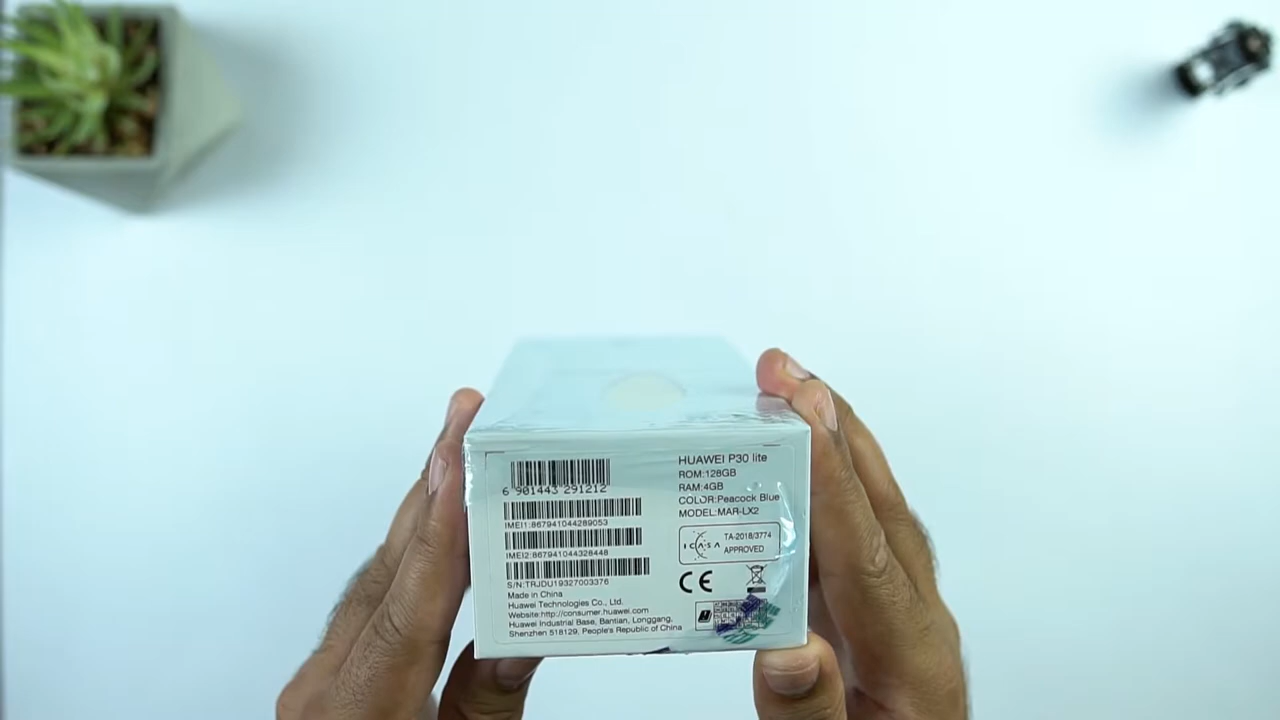 6 901443 291212
IMEI1:867941044289053
IMEI2:867941044328448
S/N:TRJDU19327003376
Made in China
Huawei Technologies Co., Ltd.
Website:http://consumer.huawei.com
Huawei Industrial Base, Bantian, Longgang,
Shenzhen 518129, People's Republic of China
HUAWEI P30 lite
ROM:128GB
RAM:4GB
COLOR:Peacock Blue
MODEL:MAR-LX2
ICASA
TA-2018/3774
APPROVED
CE